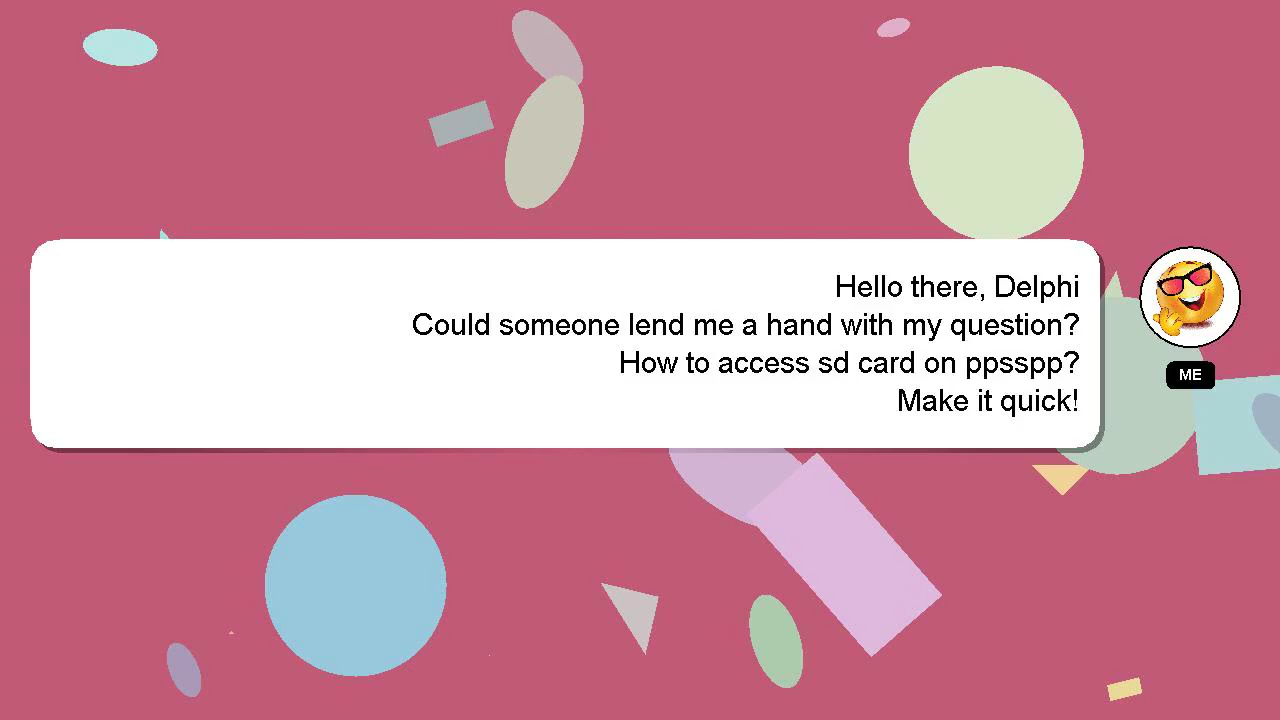 Hello there, Delphi
Could someone lend me a hand with my question?
How to access sd card on ppsspp?
Make it quick!
ME